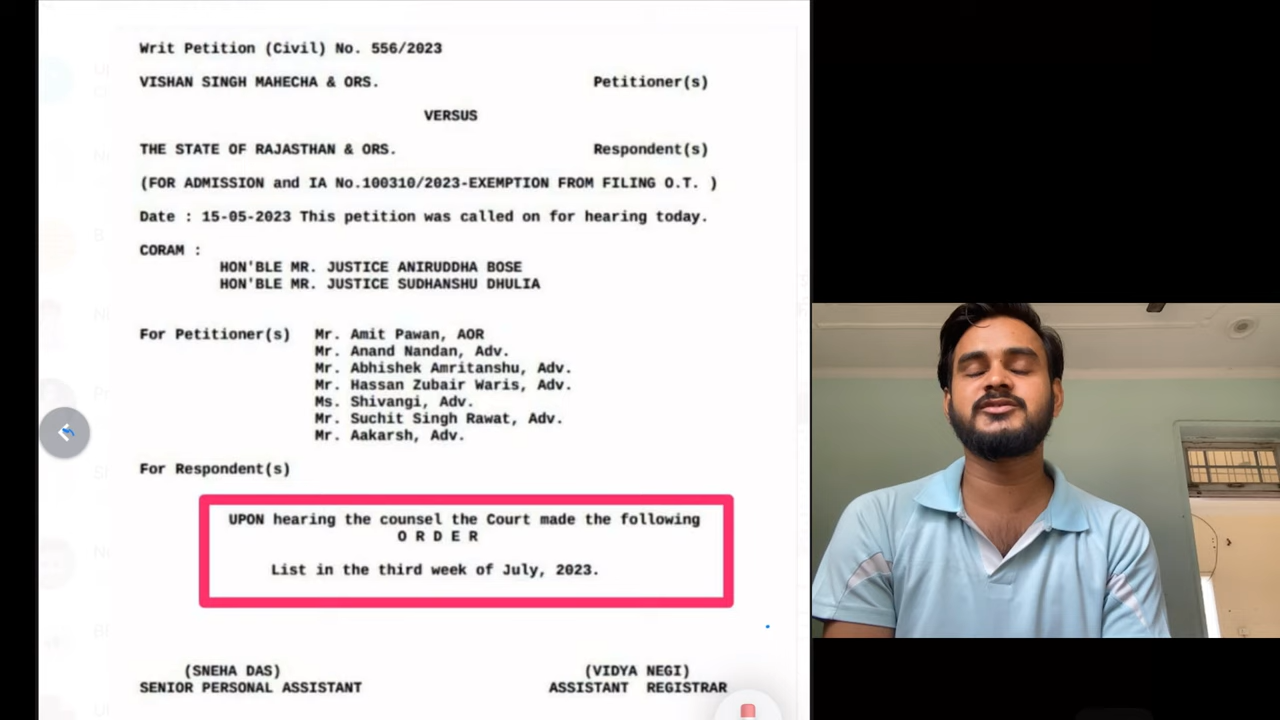 Writ Petition (Civil) No. 556/2023
VISHAN SINGH MAHECHA & ORS. Petitioner(s)
VERSUS
THE STATE OF RAJASTHAN & ORS. Respondent(s)
(FOR ADMISSION and IA No.100310/2023-EXEMPTION FROM FILING O.T. )
Date : 15-05-2023 This petition was called on for hearing today.
CORAM :
HON'BLE MR. JUSTICE ANIRUDDHA BOSE
HON'BLE MR. JUSTICE SUDHANSHU DHULIA
For Petitioner(s) Mr. Amit Pawan, AOR
Mr. Anand Nandan, Adv.
Mr. Abhishek Amritanshu, Adv.
Mr. Hassan Zubair Waris, Adv.
Ms. Shivangi, Adv.
Mr. Suchit Singh Rawat, Adv.
Mr. Aakarsh, Adv.
For Respondent(s)
UPON hearing the counsel the Court made the following
O R D E R
List in the third week of July, 2023.
(SNEHA DAS) (VIDYA NEGI)
SENIOR PERSONAL ASSISTANT ASSISTANT REGISTRAR